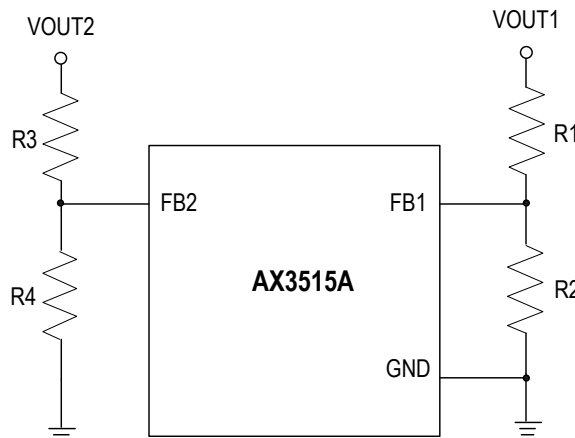 VOUT2
VOUT1
R3
R1
FB2
FB1
AX3515A
R4
R2
GND